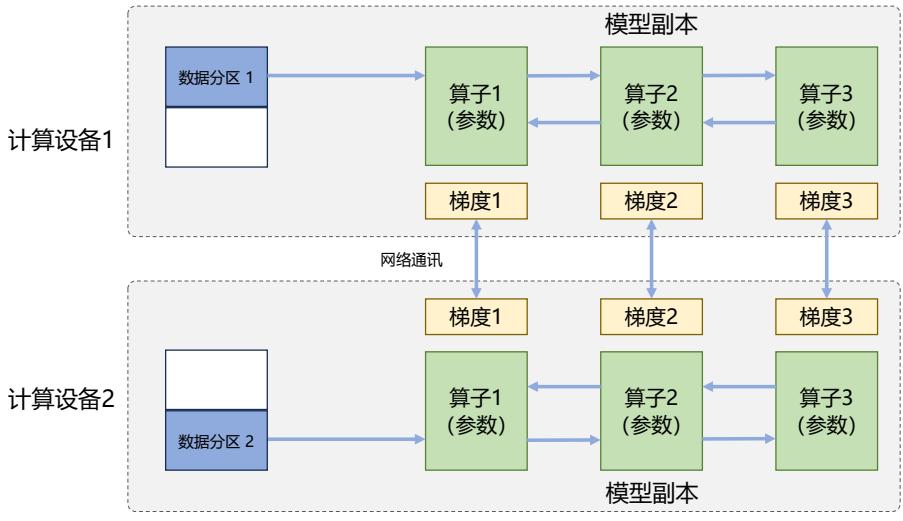 模型副本
数据分区 1
算子1
（参数）
算子2
（参数）
算子3
（参数）
计算设备1
梯度1
梯度2
梯度3
网络通讯
梯度1
梯度2
梯度3
算子1
（参数）
算子2
（参数）
算子3
（参数）
计算设备2
数据分区 2
模型副本